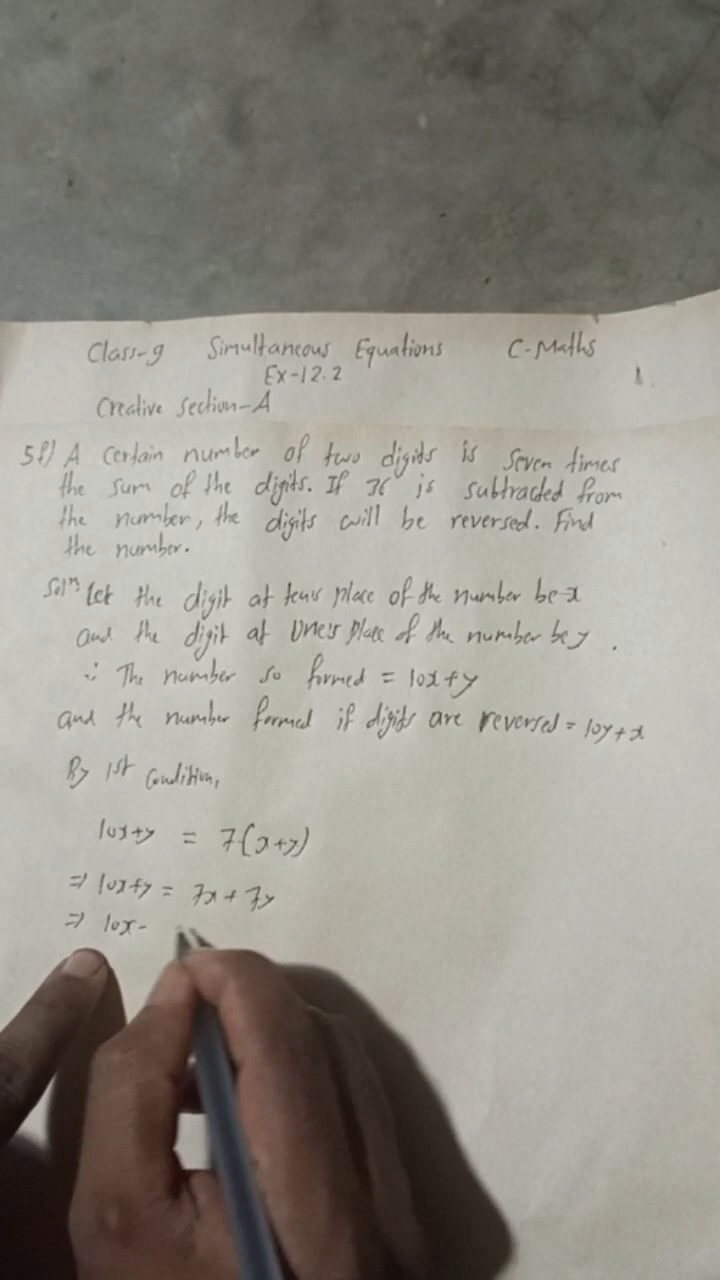 Class-9 Simultaneous Equations C-Maths
Ex-12.2
1.
Creative section-A
5f) A certain number of two digits is seven times
the sum of the digits. If 36 is subtracted from
the number, the digits will be reversed. Find
the number.
Solⁿ Let the digit at tens place of the number be x
and the digit at One's place of the number be y.
∴ The number so formed = 10x+y
and the number formed if digits are reversed = 10y+x
By 1st Condition,
10x+y = 7(x+y)
⇒ 10x+y = 7x+7y
⇒ 10x-